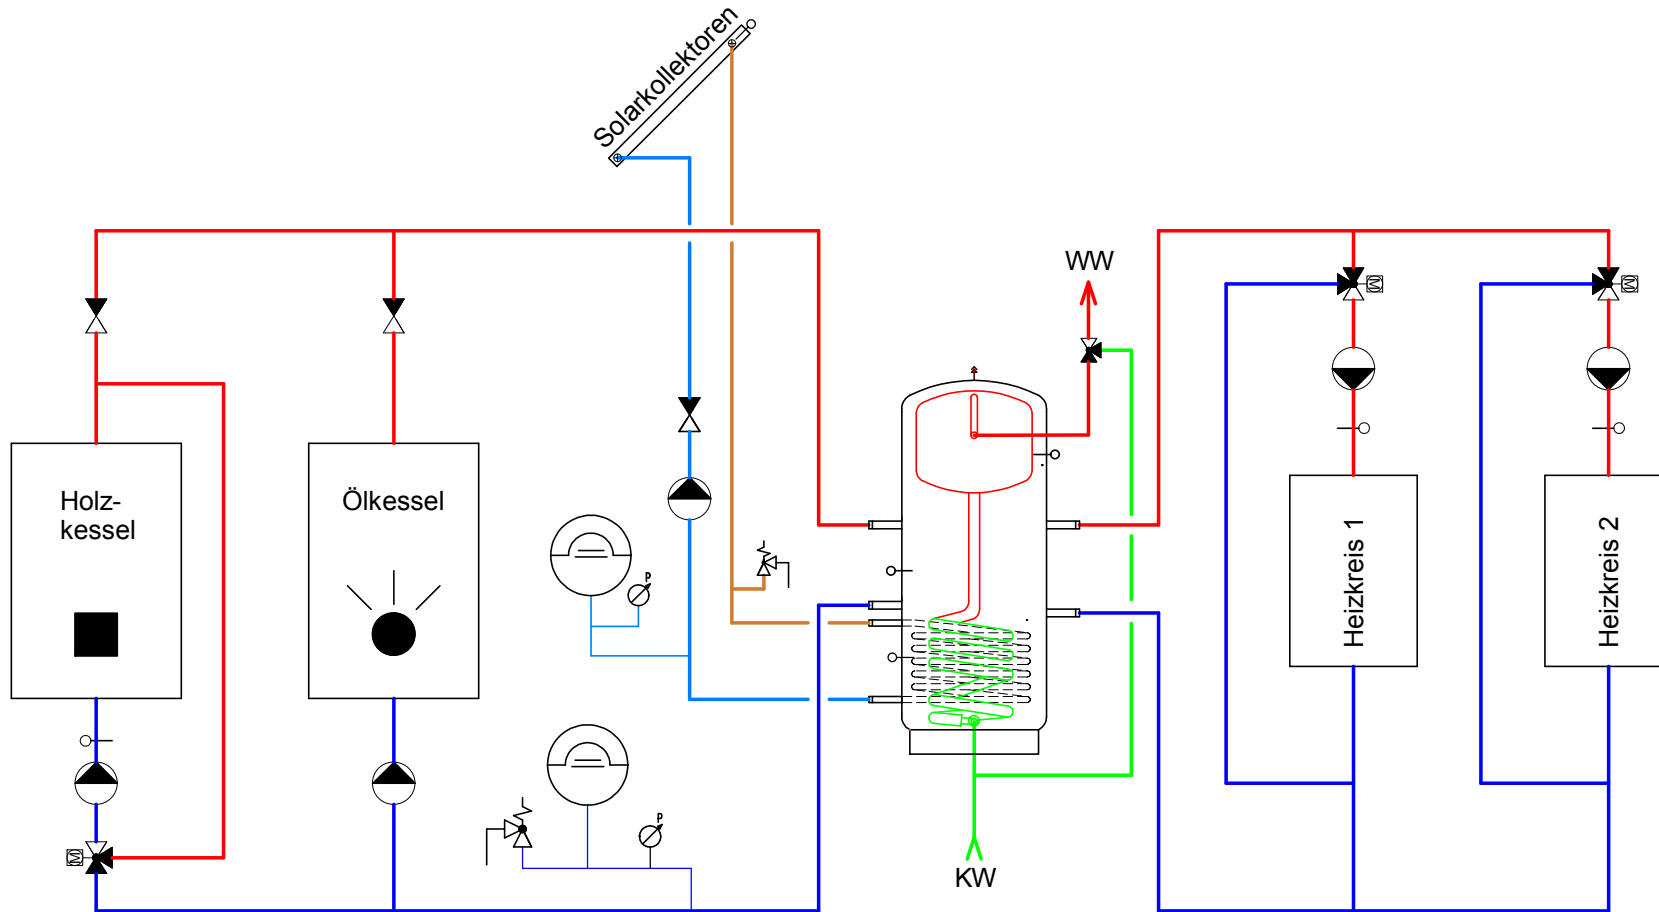 Solarkollektoren
WW
M
M
Holz-
kessel
Ölkessel
Heizkreis 1
Heizkreis 2
P
P
M
KW